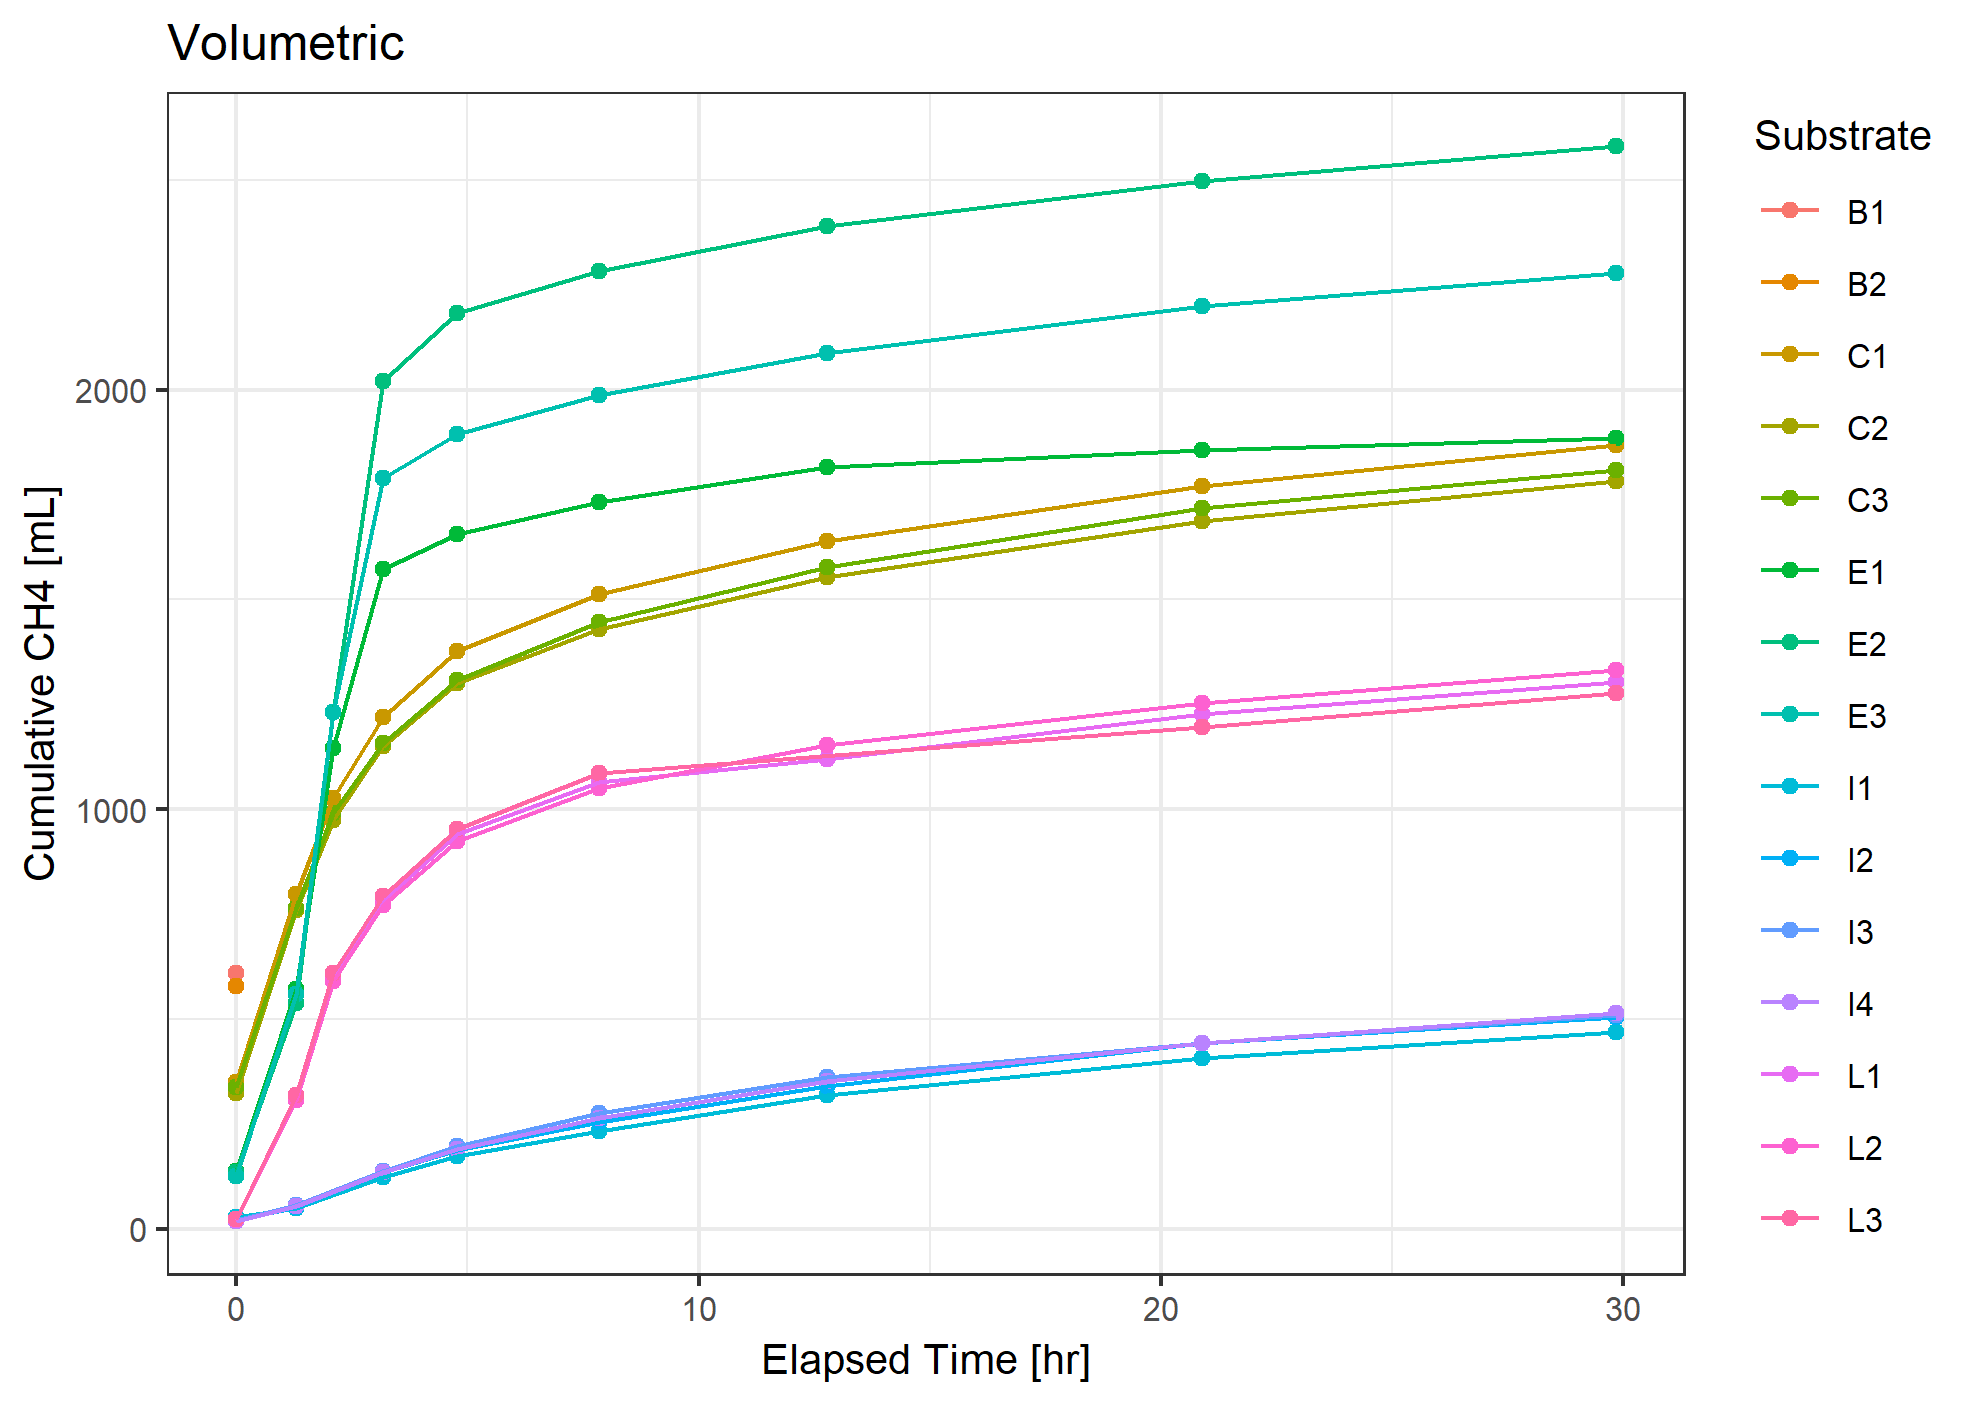 Volumetric
Cumulative CH4 [mL]
2000
1000
0
0 10 20 30
Elapsed Time [hr]
Substrate
B1
B2
C1
C2
C3
E1
E2
E3
I1
I2
I3
I4
L1
L2
L3